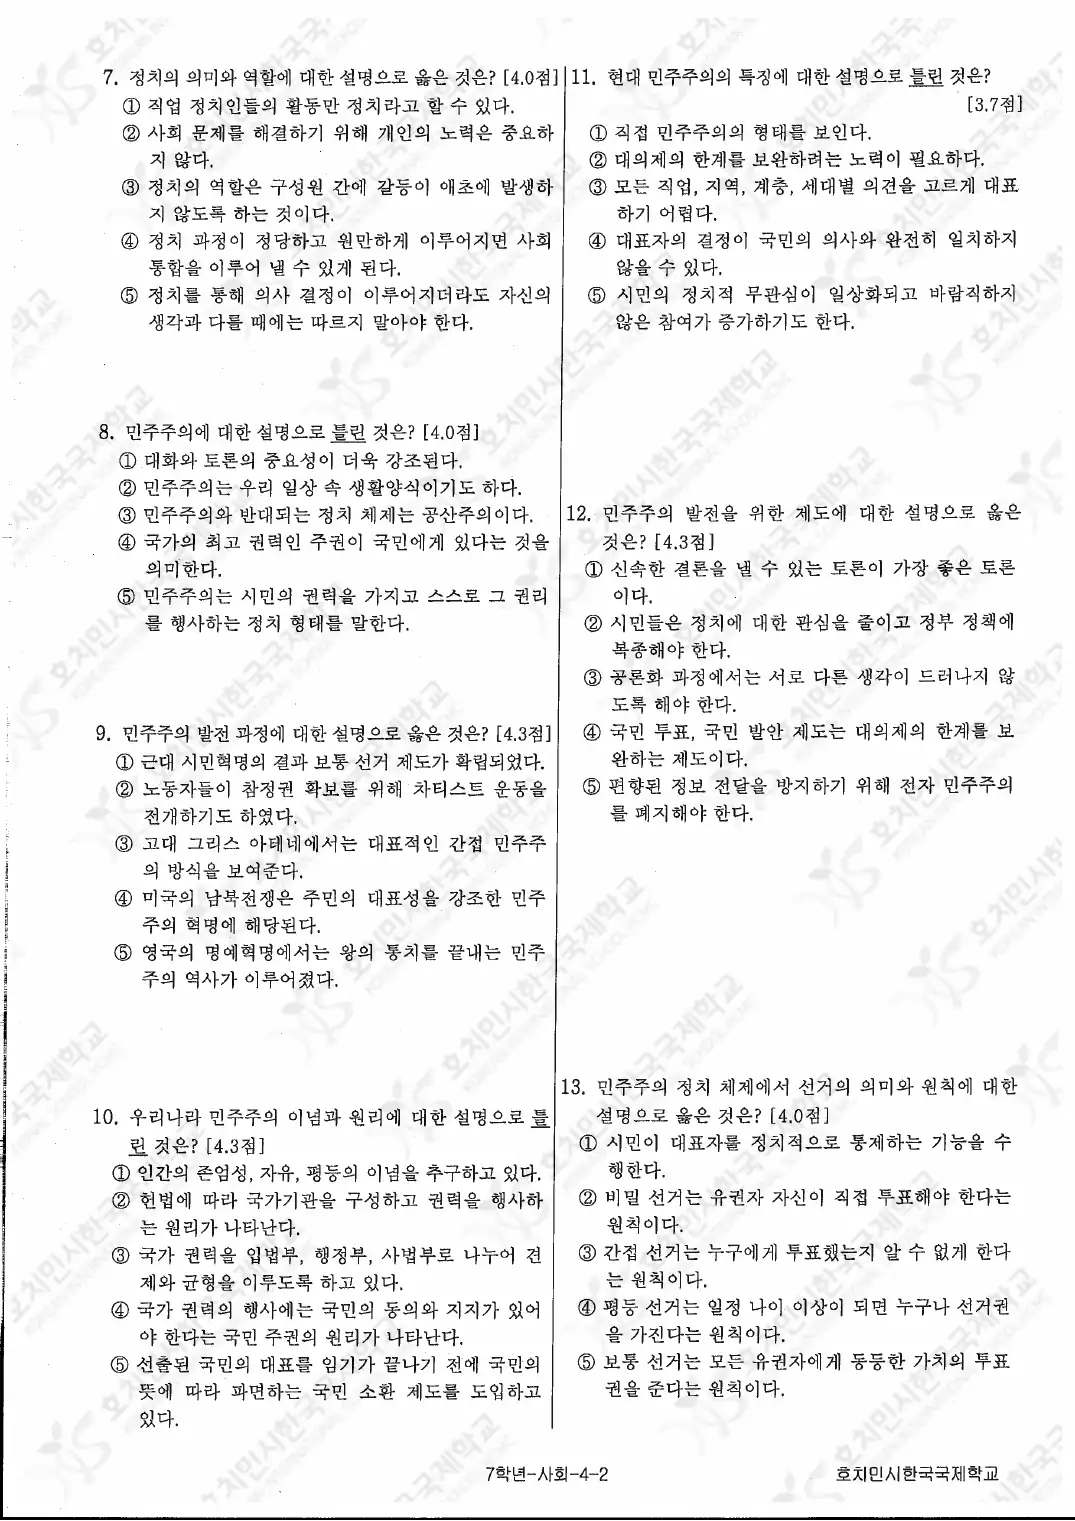 7. 정치의 의미와 역할에 대한 설명으로 옳은 것은? [4.0점]
① 직업 정치인들의 활동만 정치라고 할 수 있다.
② 사회 문제를 해결하기 위해 개인의 노력은 중요하
지 않다.
③ 정치의 역할은 구성원 간에 갈등이 애초에 발생하
지 않도록 하는 것이다.
④ 정치 과정이 정당하고 원만하게 이루어지면 사회
통합을 이루어 낼 수 있게 된다.
⑤ 정치를 통해 의사 결정이 이루어지더라도 자신의
생각과 다를 때에는 따르지 말아야 한다.
8. 민주주의에 대한 설명으로 틀린 것은? [4.0점]
① 대화와 토론의 중요성이 더욱 강조된다.
② 민주주의는 우리 일상 속 생활양식이기도 하다.
③ 민주주의와 반대되는 정치 체제는 공산주의이다.
④ 국가의 최고 권력인 주권이 국민에게 있다는 것을
의미한다.
⑤ 민주주의는 시민의 권력을 가지고 스스로 그 권리
를 행사하는 정치 형태를 말한다.
9. 민주주의 발전 과정에 대한 설명으로 옳은 것은? [4.3점]
① 근대 시민혁명의 결과 보통 선거 제도가 확립되었다.
② 노동자들이 참정권 확보를 위해 차티스트 운동을
전개하기도 하였다.
③ 고대 그리스 아테네에서는 대표적인 간접 민주주
의 방식을 보여준다.
④ 미국의 남북전쟁은 주민의 대표성을 강조한 민주
주의 혁명에 해당된다.
⑤ 영국의 명예혁명에서는 왕의 통치를 끝내는 민주
주의 역사가 이루어졌다.
10. 우리나라 민주주의 이념과 원리에 대한 설명으로 틀
린 것은? [4.3점]
① 인간의 존엄성, 자유, 평등의 이념을 추구하고 있다.
② 헌법에 따라 국가기관을 구성하고 권력을 행사하
는 원리가 나타난다.
③ 국가 권력을 입법부, 행정부, 사법부로 나누어 견
제와 균형을 이루도록 하고 있다.
④ 국가 권력의 행사에는 국민의 동의와 지지가 있어
야 한다는 국민 주권의 원리가 나타난다.
⑤ 선출된 국민의 대표를 임기가 끝나기 전에 국민의
뜻에 따라 파면하는 국민 소환 제도를 도입하고
있다.
11. 현대 민주주의의 특징에 대한 설명으로 틀린 것은?
[3.7점]
① 직접 민주주의의 형태를 보인다.
② 대의제의 한계를 보완하려는 노력이 필요하다.
③ 모든 직업, 지역, 계층, 세대별 의견을 고르게 대표
하기 어렵다.
④ 대표자의 결정이 국민의 의사와 완전히 일치하지
않을 수 있다.
⑤ 시민의 정치적 무관심이 일상화되고 바람직하지
않은 참여가 증가하기도 한다.
12. 민주주의 발전을 위한 제도에 대한 설명으로 옳은
것은? [4.3점]
① 신속한 결론을 낼 수 있는 토론이 가장 좋은 토론
이다.
② 시민들은 정치에 대한 관심을 줄이고 정부 정책에
복종해야 한다.
③ 공론화 과정에서는 서로 다른 생각이 드러나지 않
도록 해야 한다.
④ 국민 투표, 국민 발안 제도는 대의제의 한계를 보
완하는 제도이다.
⑤ 편향된 정보 전달을 방지하기 위해 전자 민주주의
를 폐지해야 한다.
13. 민주주의 정치 체제에서 선거의 의미와 원칙에 대한
설명으로 옳은 것은? [4.0점]
① 시민이 대표자를 정치적으로 통제하는 기능을 수
행한다.
② 비밀 선거는 유권자 자신이 직접 투표해야 한다는
원칙이다.
③ 간접 선거는 누구에게 투표했는지 알 수 없게 한다
는 원칙이다.
④ 평등 선거는 일정 나이 이상이 되면 누구나 선거권
을 가진다는 원칙이다.
⑤ 보통 선거는 모든 유권자에게 동등한 가치의 투표
권을 준다는 원칙이다.
7학년-사회-4-2
호치민시한국국제학교